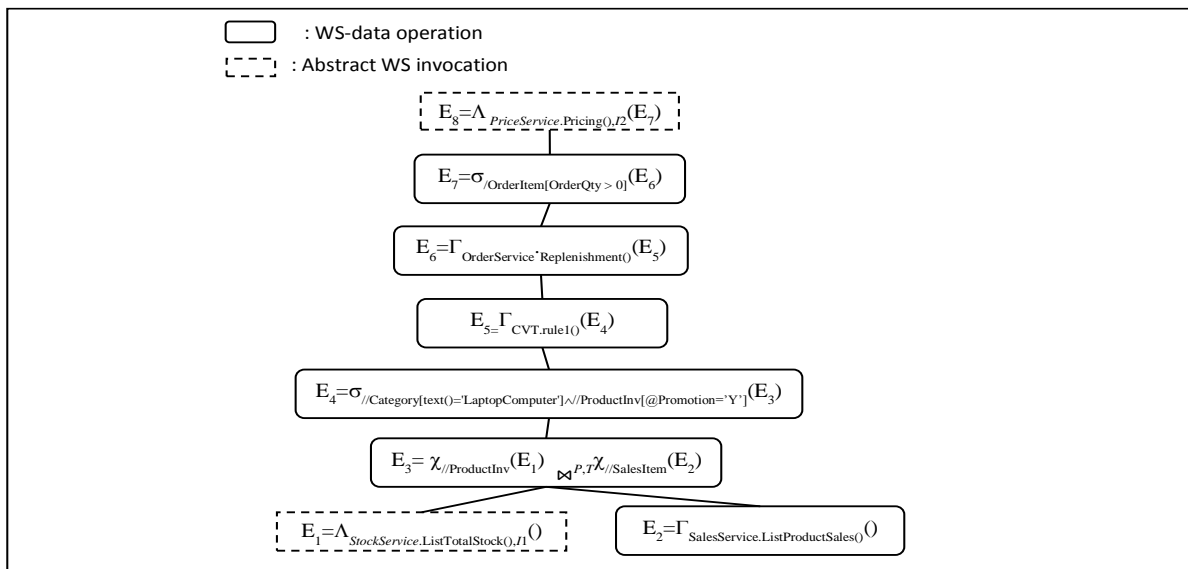 : WS-data operation
: Abstract WS invocation
E8=Λ PriceService.Pricing(),I2(E7)
E7=σ/OrderItem[OrderQty > 0](E6)
E6=ΓOrderService.Replenishment()(E5)
E5=ΓCVT.rule1()(E4)
E4=σ//Category[text()='LaptopComputer']∧//ProductInv[@Promotion=’Y’](E3)
E3= χ//ProductInv(E1) ⋈P,Tχ//SalesItem(E2)
E1=ΛStockService.ListTotalStock(),I1()
E2=ΓSalesService.ListProductSales()()